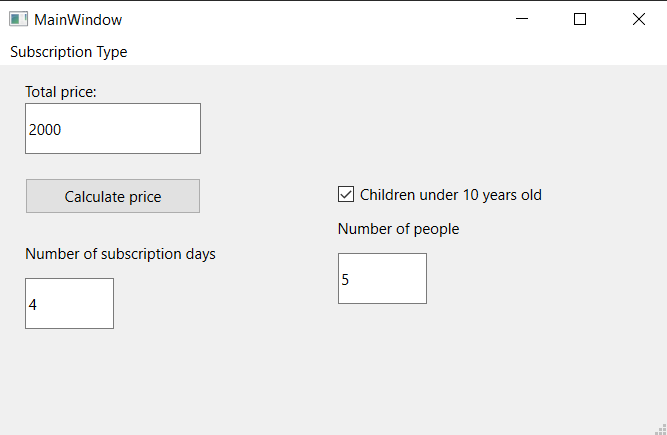 MainWindow
Subscription Type
Total price:
2000
Calculate price
Children under 10 years old
Number of people
Number of subscription days
5
4